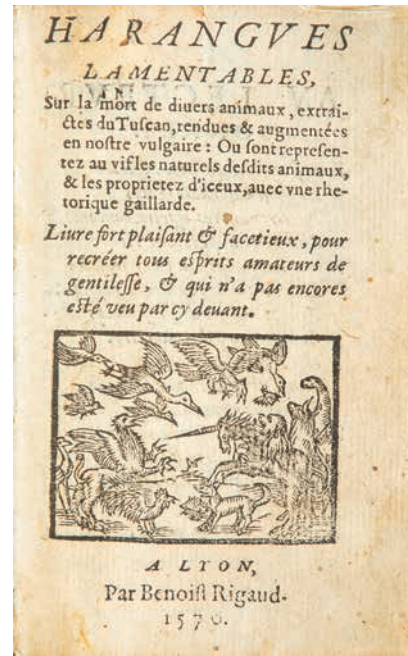 HARANGVES
LAMENTABLES,
Sur la mort de diuers animaux, extrai-
ctes du Tuscan, rendues & augmentées
en nostre vulgaire : Ou sont represen-
tez au vif les naturels desdits animaux,
& les proprietez d'iceux, auec vne rhe-
torique gaillarde.
Liure fort plaisant & facetieux, pour
recréer tous esprits amateurs de
gentilesse, & qui n'a pas encores
esté veu par cy deuant.
A LYON,
Par Benoist Rigaud.
1576.